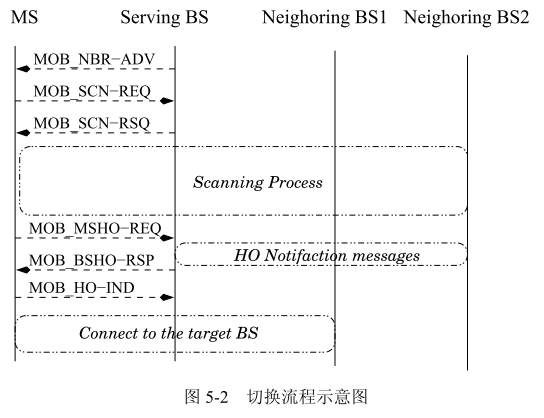 MS Serving BS Neighoring BS1 Neighoring BS2
MOB_NBR-ADV
MOB_SCN-REQ
MOB_SCN-RSQ
Scanning Process
MOB_MSHO-REQ
HO Notifaction messages
MOB_BSHO-RSP
MOB_HO-IND
Connect to the target BS
图 5-2 切换流程示意图